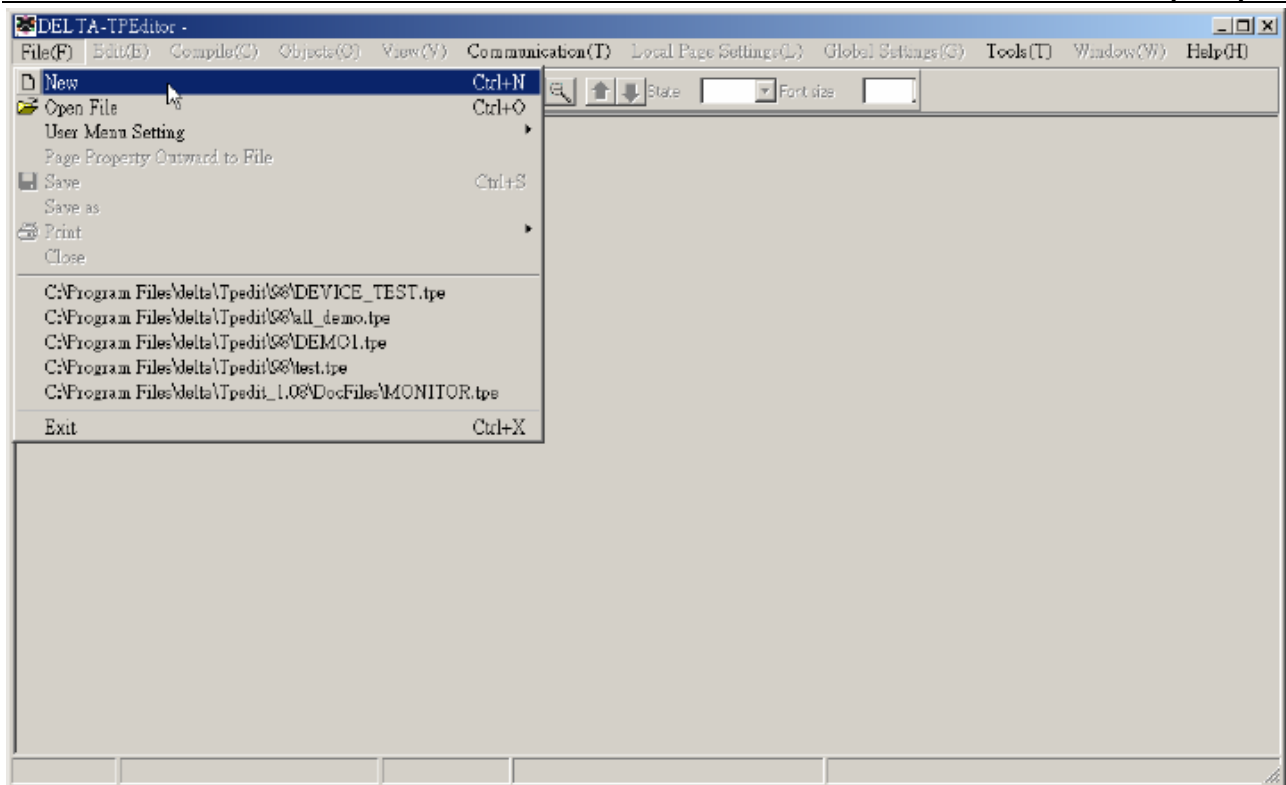 DELTA-TPEditor -
File(F) Edit(E) Compile(C) Objects(O) View(V) Communication(T) Local Page Settings(L) Global Settings(G) Tools(T) Window(W) Help(H)
New Ctrl+N
State Font size
Open File Ctrl+O
User Menu Setting
Page Property Outward to File
Save Ctrl+S
Save as
Print
Close
C:\Program Files\delta\Tpedit\98\DEVICE_TEST.tpe
C:\Program Files\delta\Tpedit\98\all_demo.tpe
C:\Program Files\delta\Tpedit\98\DEMO1.tpe
C:\Program Files\delta\Tpedit\98\test.tpe
C:\Program Files\delta\Tpedit_1.08\DocFiles\MONITOR.tpe
Exit Ctrl+X